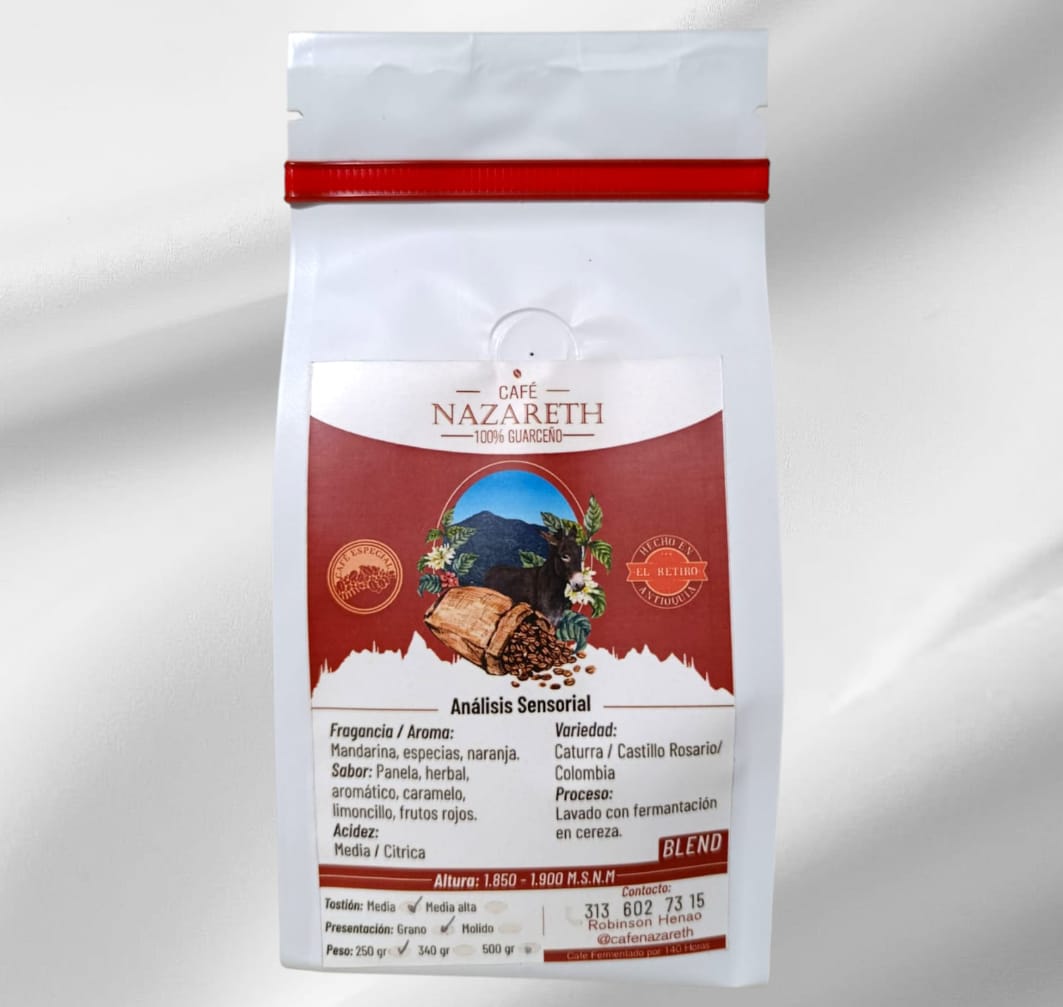 CAFÉ
NAZARETH
100% GUARCEÑO
CAFÉ ESPECIAL
HECHO EN
EL RETIRO
ANTIOQUIA
Análisis Sensorial
Fragancia / Aroma:
Mandarina, especias, naranja.
Sabor: Panela, herbal,
aromático, caramelo,
limoncillo, frutos rojos.
Acidez:
Media / Citrica
Variedad:
Caturra / Castillo Rosario/
Colombia
Proceso:
Lavado con fermantación
en cereza.
BLEND
Altura: 1.850 - 1.900 M.S.N.M
Tostión: Media ✓ Media alta
Presentación: Grano ✓ Molido
Peso: 250 gr ✓ 340 gr 500 gr
Contacto:
313 602 73 15
Robinson Henao
@cafenazareth
Cafe Fermentado por 140 Horas